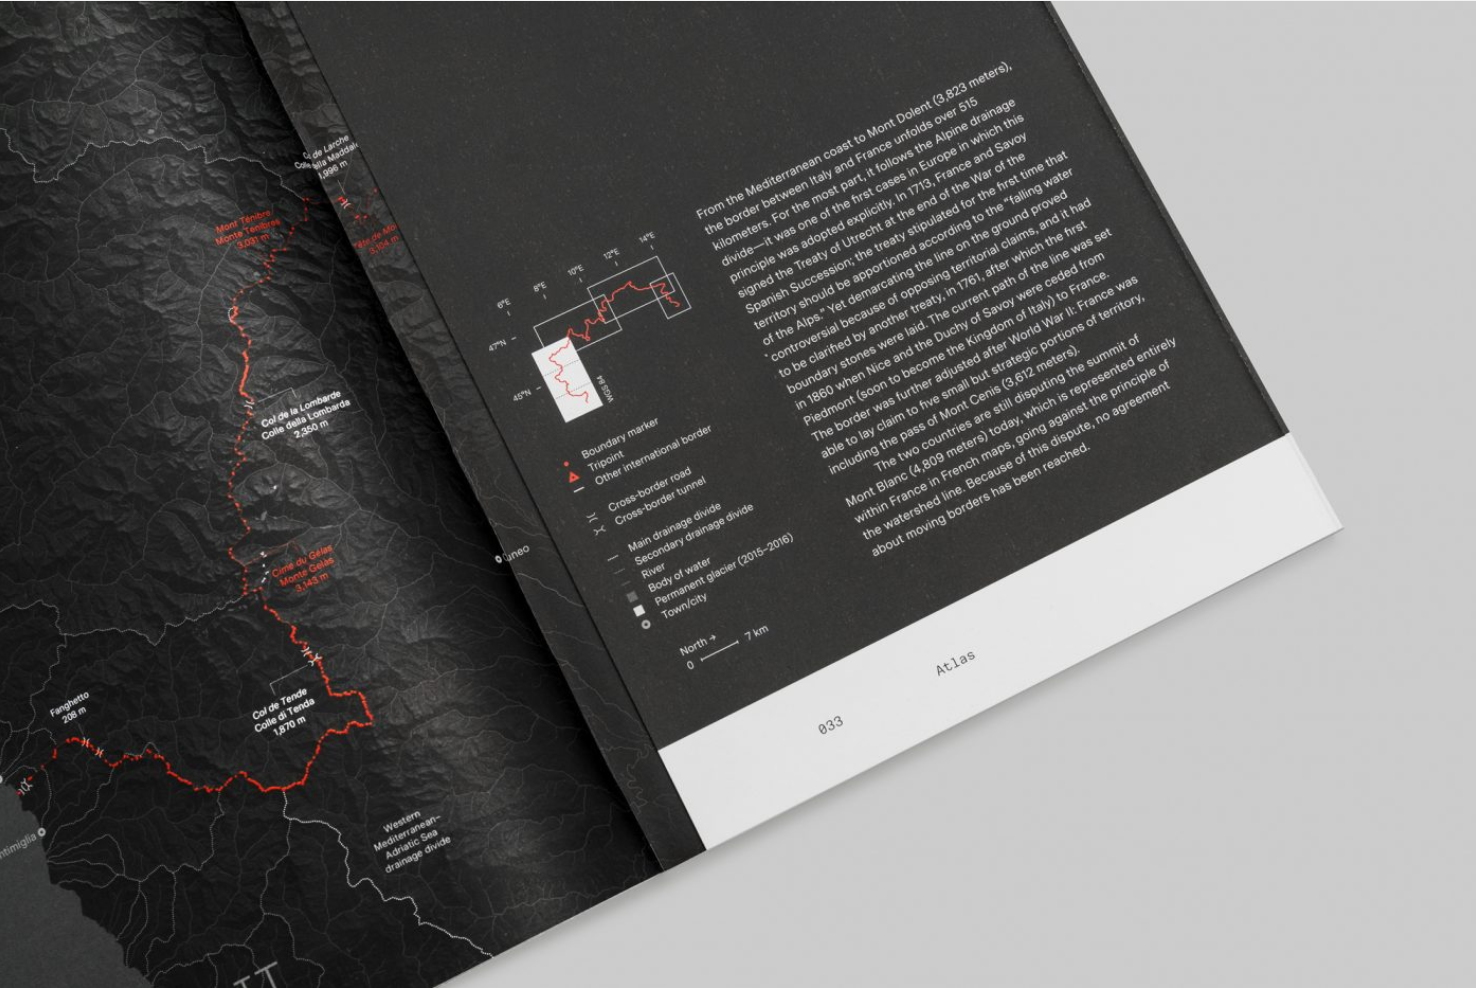 Col de Larche
Colle della Maddalena
1,996 m
Mont Ténibre
Monte Tenibres
3,031 m
Tête de Mo
3,104 m
Col de la Lombarde
Colle della Lombarda
2,350 m
Cime du Gélas
Monte Gelas
3,143 m
Col de Tende
Colle di Tenda
1,870 m
Fanghetto
208 m
ntimiglia
Western
Mediterranean–
Adriatic Sea
drainage divide
IT
Cuneo
6°E
8°E
10°E
12°E
14°E
47°N
45°N
WGS 84
Boundary marker
Tripoint
Other international border
Cross-border road
Cross-border tunnel
Main drainage divide
Secondary drainage divide
River
Body of water
Permanent glacier (2015–2016)
Town/city
North →
0 7 km
From the Mediterranean coast to Mont Dolent (3,823 meters),
the border between Italy and France unfolds over 515
kilometers. For the most part, it follows the Alpine drainage
divide—it was one of the first cases in Europe in which this
principle was adopted explicitly. In 1713, France and Savoy
signed the Treaty of Utrecht at the end of the War of the
Spanish Succession; the treaty stipulated for the first time that
territory should be apportioned according to the “falling water
of the Alps.” Yet demarcating the line on the ground proved
controversial because of opposing territorial claims, and it had
to be clarified by another treaty, in 1761, after which the first
boundary stones were laid. The current path of the line was set
in 1860 when Nice and the Duchy of Savoy were ceded from
Piedmont (soon to become the Kingdom of Italy) to France.
The border was further adjusted after World War II: France was
able to lay claim to five small but strategic portions of territory,
including the pass of Mont Cenis (3,612 meters).
The two countries are still disputing the summit of
Mont Blanc (4,809 meters) today, which is represented entirely
within France in French maps, going against the principle of
the watershed line. Because of this dispute, no agreement
about moving borders has been reached.
033
Atlas